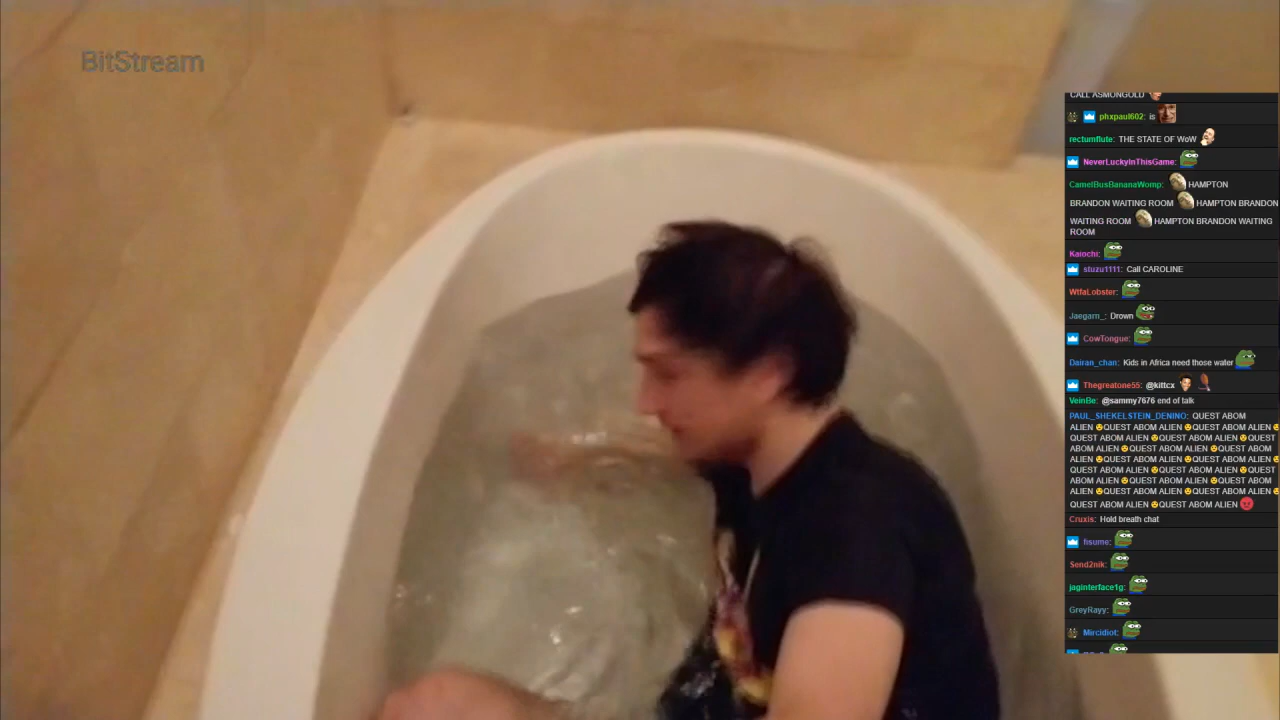 BitStream
CALL ASMONGOLD
phxpaul602: is
rectumflute: THE STATE OF WoW
NeverLuckyInThisGame:
CamelBusBananaWomp: HAMPTON
BRANDON WAITING ROOM HAMPTON BRANDON
WAITING ROOM HAMPTON BRANDON WAITING
ROOM
Kaiochi:
stuzu1111: Call CAROLINE
WtfaLobster:
Jaegarn_: Drown
CowTongue:
Dairan_chan: Kids in Africa need those water
Thegreatone55: @kittcx
VeinBe: @sammy7676 end of talk
PAUL_SHEKELSTEIN_DENINO: QUEST ABOM
ALIEN QUEST ABOM ALIEN QUEST ABOM ALIEN
QUEST ABOM ALIEN QUEST ABOM ALIEN QUEST
ABOM ALIEN QUEST ABOM ALIEN QUEST ABOM
ALIEN QUEST ABOM ALIEN QUEST ABOM ALIEN
QUEST ABOM ALIEN QUEST ABOM ALIEN QUEST
ABOM ALIEN QUEST ABOM ALIEN QUEST ABOM
ALIEN QUEST ABOM ALIEN QUEST ABOM ALIEN
QUEST ABOM ALIEN QUEST ABOM ALIEN
Cruxis: Hold breath chat
fisume:
Send2nik:
jaginterface1g:
GreyRayy:
Mircidiot: